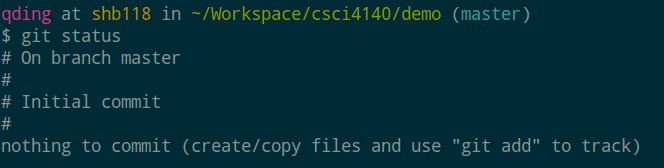 qding at shb118 in ~/Workspace/csci4140/demo (master)
$ git status
# On branch master
#
# Initial commit
#
nothing to commit (create/copy files and use "git add" to track)